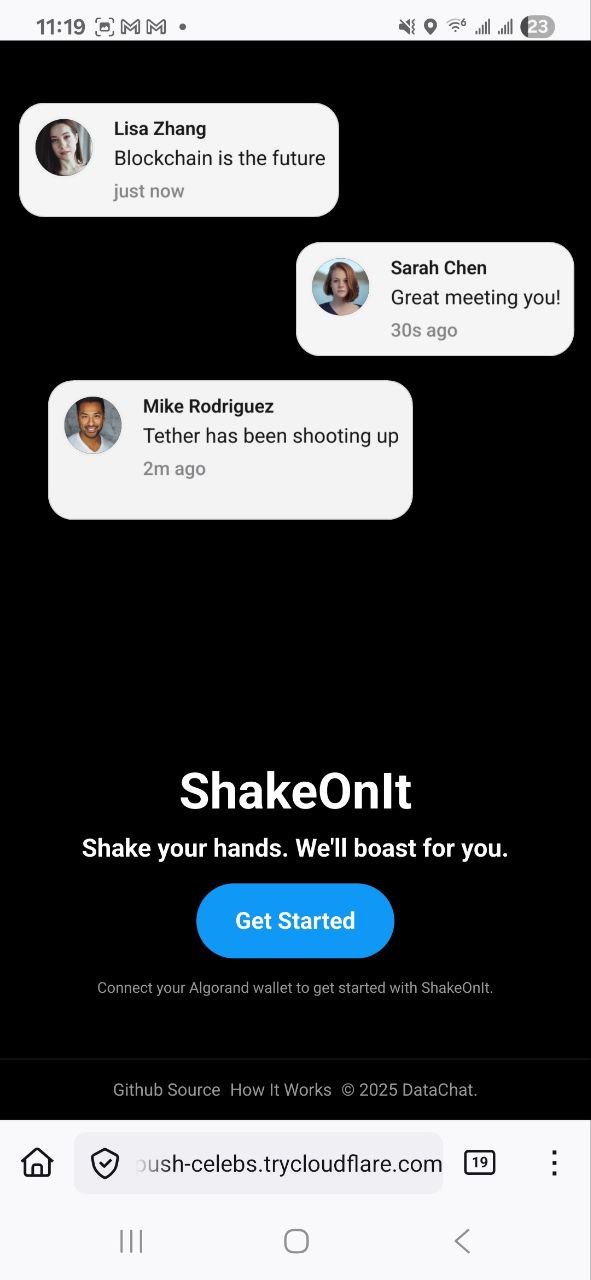 11:19
23
Lisa Zhang
Blockchain is the future
just now
Sarah Chen
Great meeting you!
30s ago
Mike Rodriguez
Tether has been shooting up
2m ago
ShakeOnIt
Shake your hands. We'll boast for you.
Get Started
Connect your Algorand wallet to get started with ShakeOnIt.
Github Source How It Works © 2025 DataChat.
push-celebs.trycloudflare.com
19